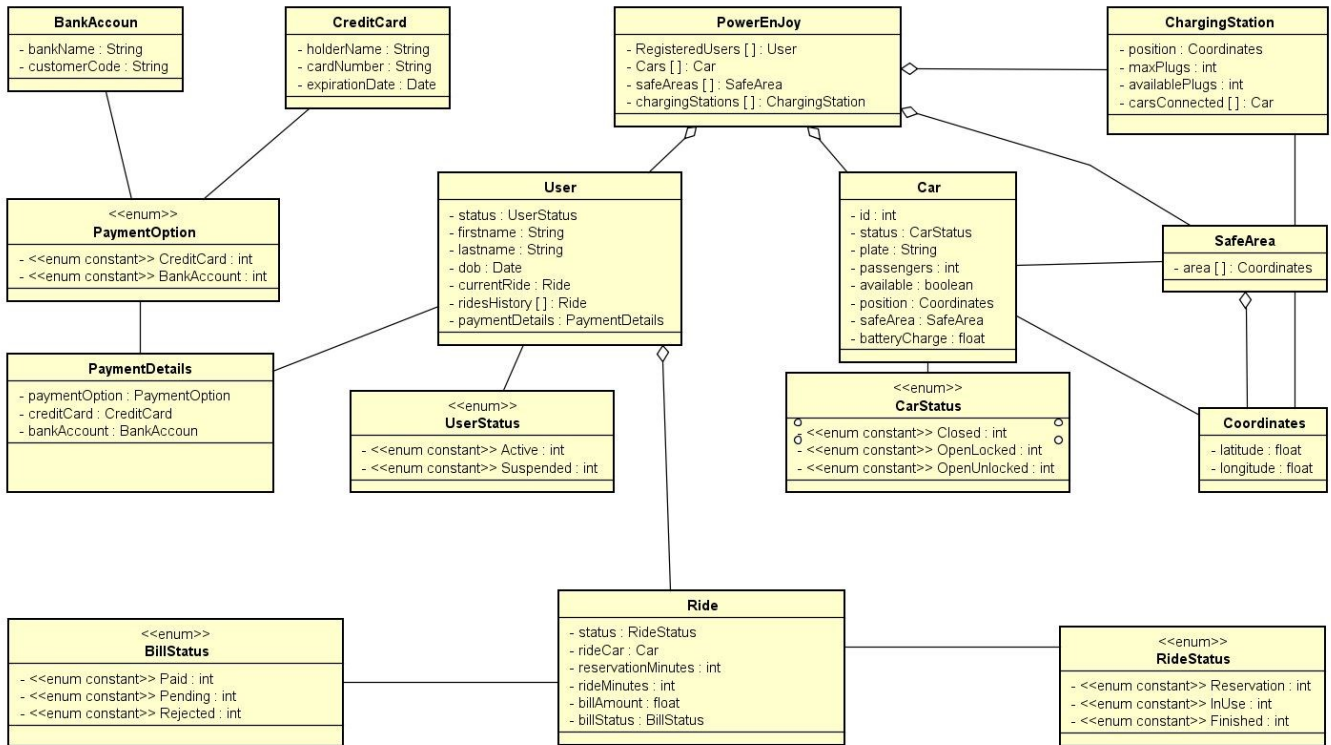 BankAccoun
- bankName : String
- customerCode : String
CreditCard
- holderName : String
- cardNumber : String
- expirationDate : Date
PowerEnJoy
- RegisteredUsers [ ] : User
- Cars [ ] : Car
- safeAreas [ ] : SafeArea
- chargingStations [ ] : ChargingStation
ChargingStation
- position : Coordinates
- maxPlugs : int
- availablePlugs : int
- carsConnected [ ] : Car
<<enum>>
PaymentOption
- <<enum constant>> CreditCard : int
- <<enum constant>> BankAccount : int
User
- status : UserStatus
- firstname : String
- lastname : String
- dob : Date
- currentRide : Ride
- ridesHistory [ ] : Ride
- paymentDetails : PaymentDetails
Car
- id : int
- status : CarStatus
- plate : String
- passengers : int
- available : boolean
- position : Coordinates
- safeArea : SafeArea
- batteryCharge : float
SafeArea
- area [ ] : Coordinates
PaymentDetails
- paymentOption : PaymentOption
- creditCard : CreditCard
- bankAccount : BankAccoun
<<enum>>
UserStatus
- <<enum constant>> Active : int
- <<enum constant>> Suspended : int
<<enum>>
CarStatus
- <<enum constant>> Closed : int
- <<enum constant>> OpenLocked : int
- <<enum constant>> OpenUnlocked : int
Coordinates
- latitude : float
- longitude : float
<<enum>>
BillStatus
- <<enum constant>> Paid : int
- <<enum constant>> Pending : int
- <<enum constant>> Rejected : int
Ride
- status : RideStatus
- rideCar : Car
- reservationMinutes : int
- rideMinutes : int
- billAmount : float
- billStatus : BillStatus
<<enum>>
RideStatus
- <<enum constant>> Reservation : int
- <<enum constant>> InUse : int
- <<enum constant>> Finished : int